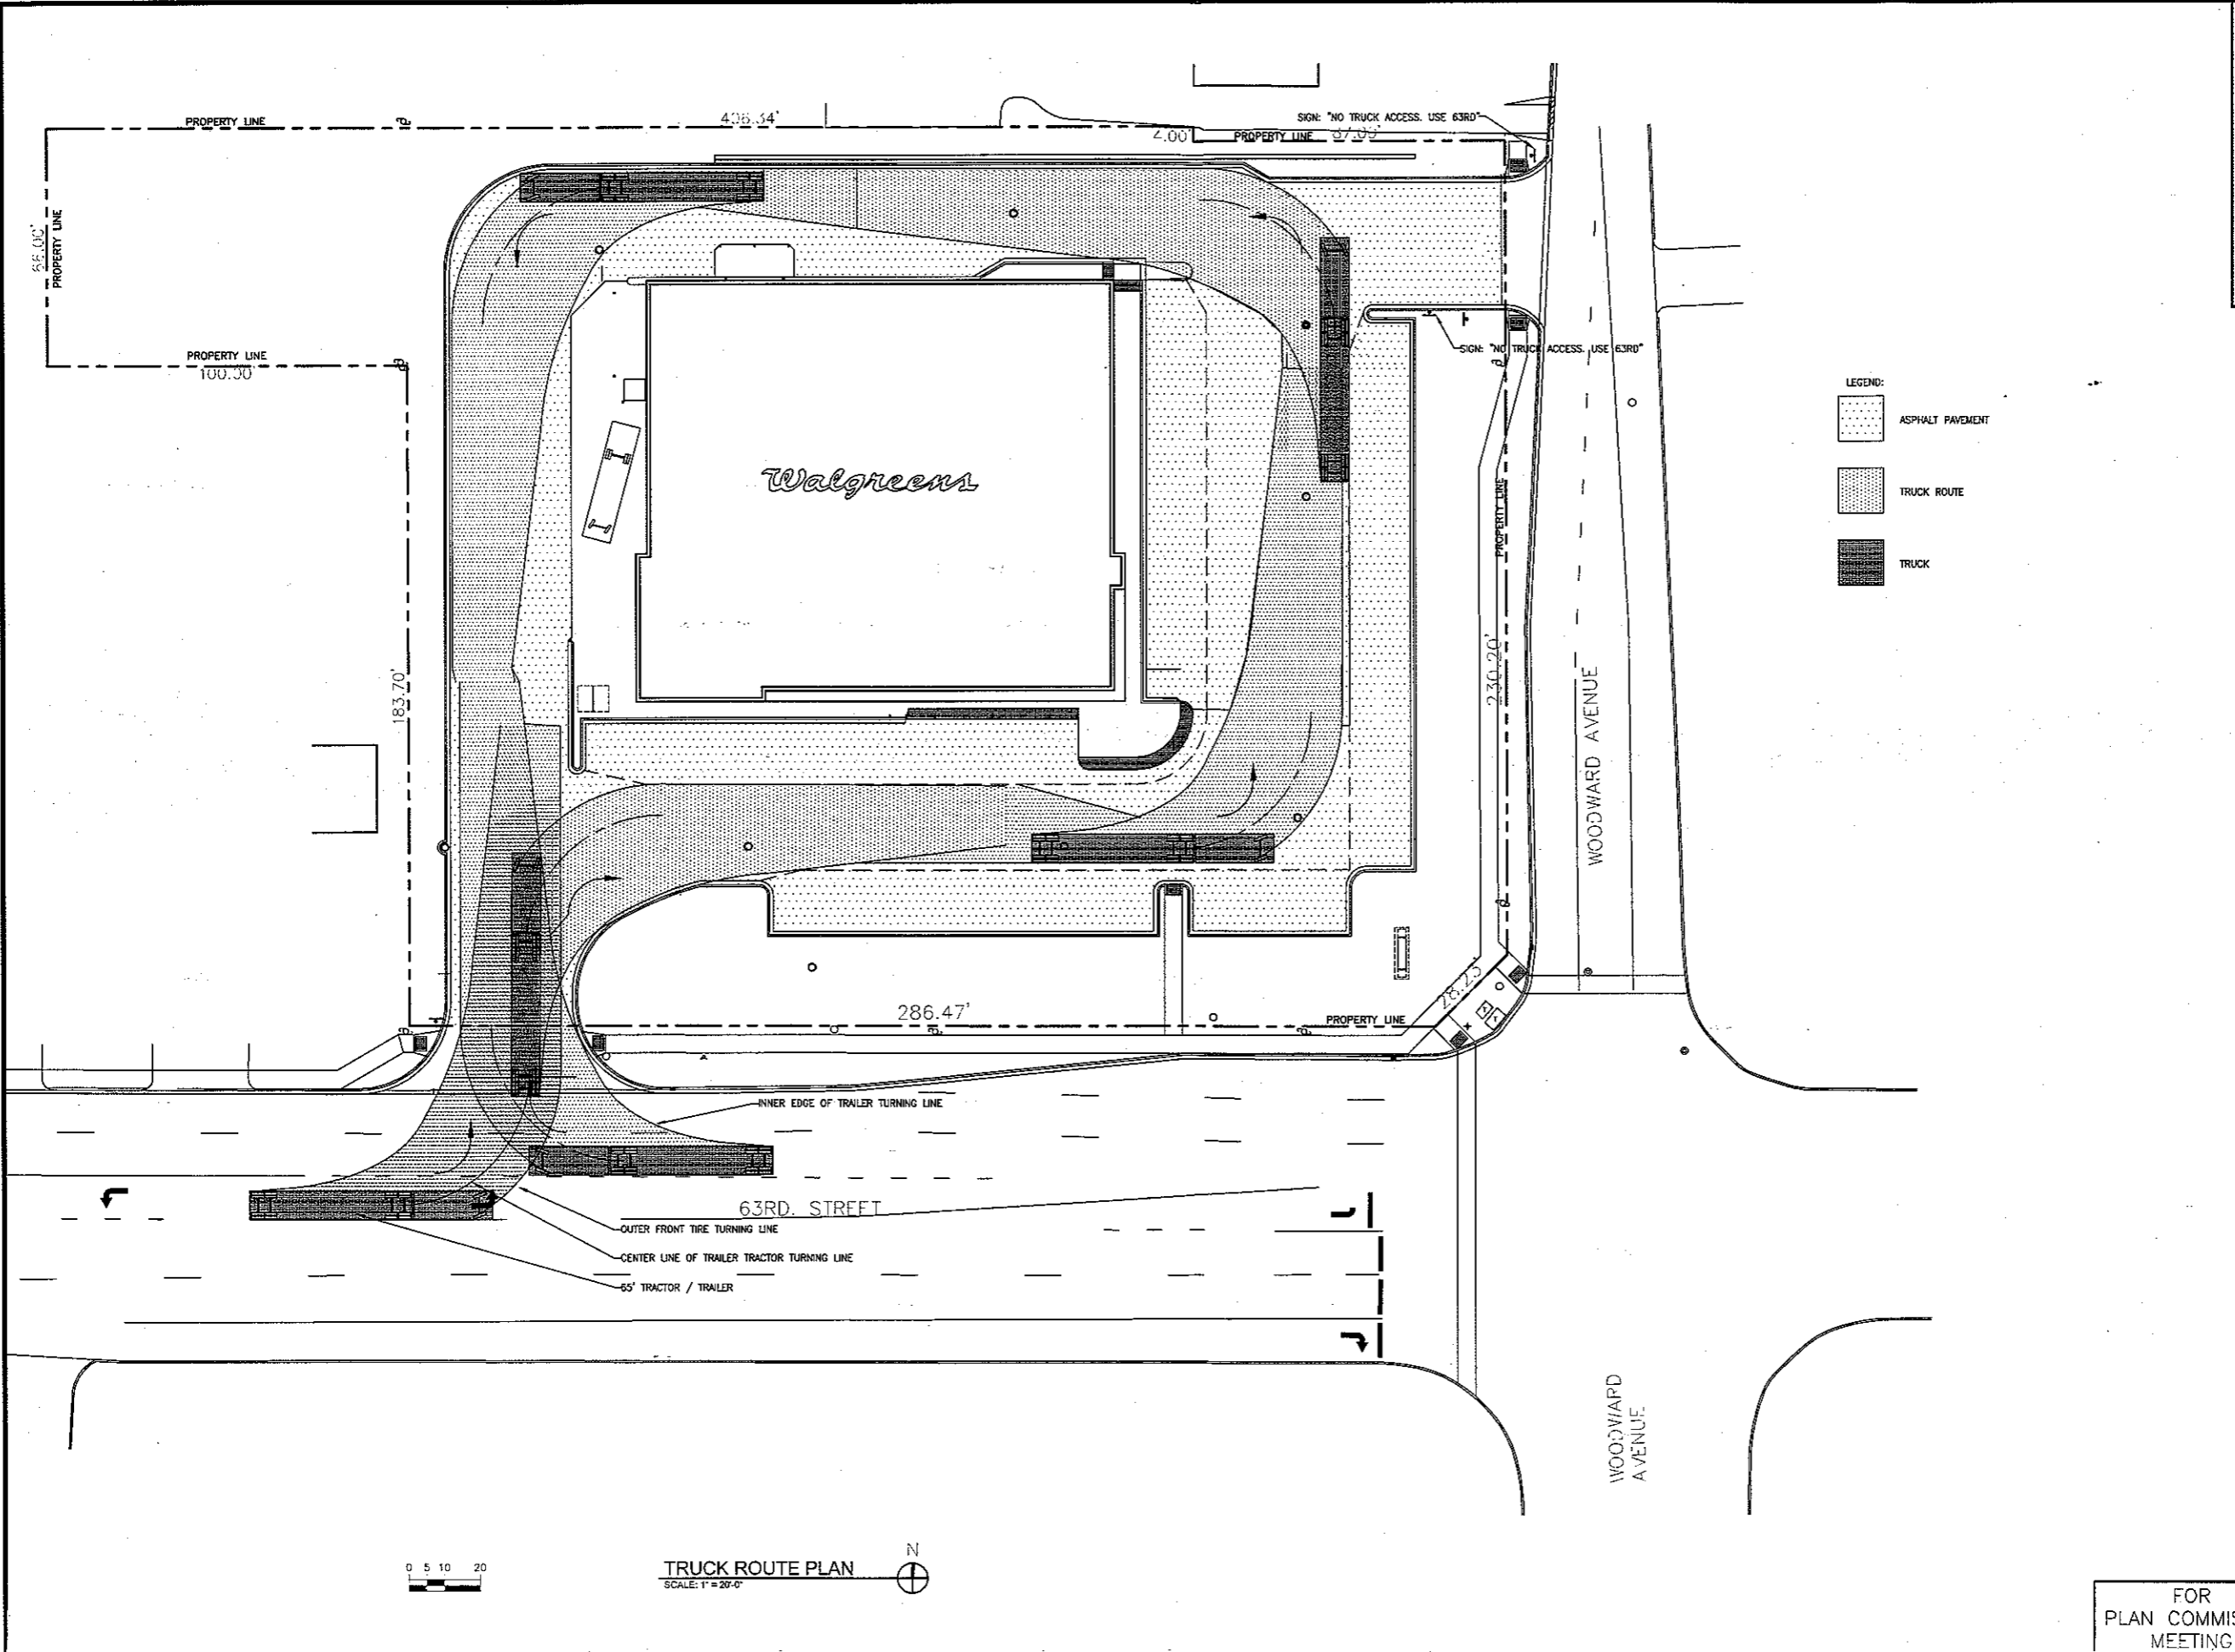 PROPERTY LINE
SIGN: "NO TRUCK ACCESS. USE 63RD"
4.00'
PROPERTY LINE
PROPERTY LINE
PROPERTY LINE
100.00'
SIGN: "NO TRUCK ACCESS. USE 63RD"
LEGEND:
ASPHALT PAVEMENT
TRUCK ROUTE
TRUCK
Walgreens
PROPERTY LINE
183.70'
230.20'
WOODWARD AVENUE
28.23'
286.47'
PROPERTY LINE
INNER EDGE OF TRAILER TURNING LINE
63RD. STREET
OUTER FRONT TIRE TURNING LINE
CENTER LINE OF TRAILER TRACTOR TURNING LINE
TRACTOR / TRAILER
WOODWARD
AVENUE
0 5 10 20
TRUCK ROUTE PLAN
SCALE: 1" = 20'-0"
N
FOR
PLAN COMMIS
MEETING